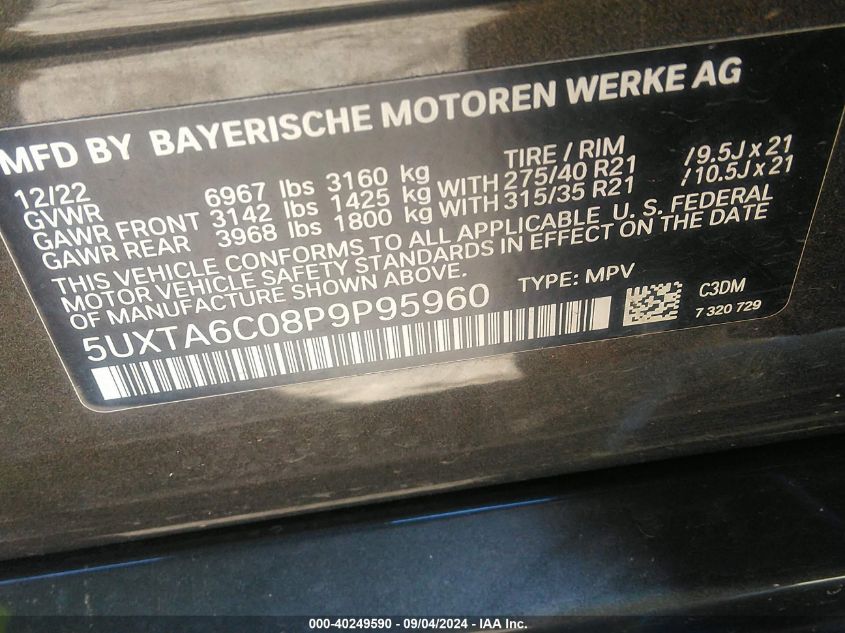 MFD BY BAYERISCHE MOTOREN WERKE AG
12/22 TIRE / RIM
GVWR 6967 lbs 3160 kg
GAWR FRONT 3142 lbs 1425 kg WITH 275/40 R21 /9.5J x 21
GAWR REAR 3968 lbs 1800 kg WITH 315/35 R21 /10.5J x 21
THIS VEHICLE CONFORMS TO ALL APPLICABLE U. S. FEDERAL
MOTOR VEHICLE SAFETY STANDARDS IN EFFECT ON THE DATE
OF MANUFACTURE SHOWN ABOVE.
5UXTA6C08P9P95960 TYPE: MPV C3DM
7 320 729
000-40249590 - 09/04/2024 - IAA Inc.